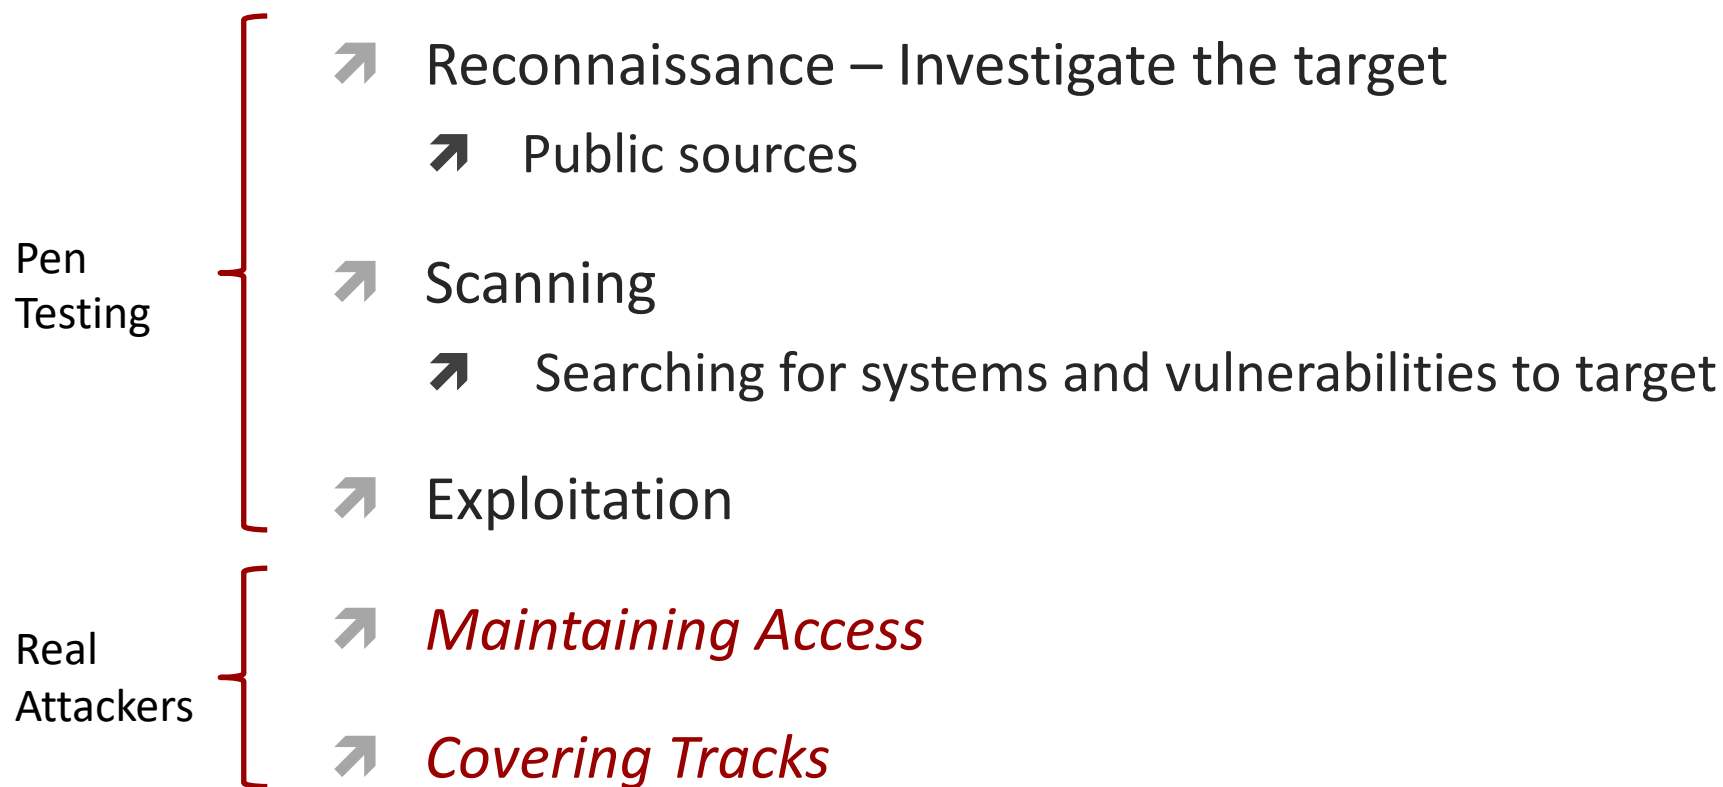 Reconnaissance – Investigate the target
Public sources
Pen
Testing
Scanning
Searching for systems and vulnerabilities to target
Exploitation
Real
Attackers
Maintaining Access
Covering Tracks